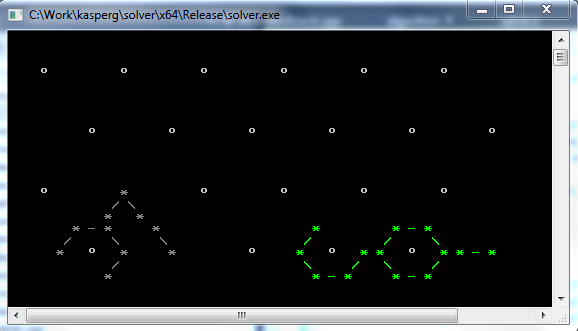 C:\Work\kasperg\solver\x64\Release\solver.exe
o o o o o o
o o o o o o
o * o o o o
* *
* - * * * * - *
* o * * o * o * * o * * - *
* * - * * - *